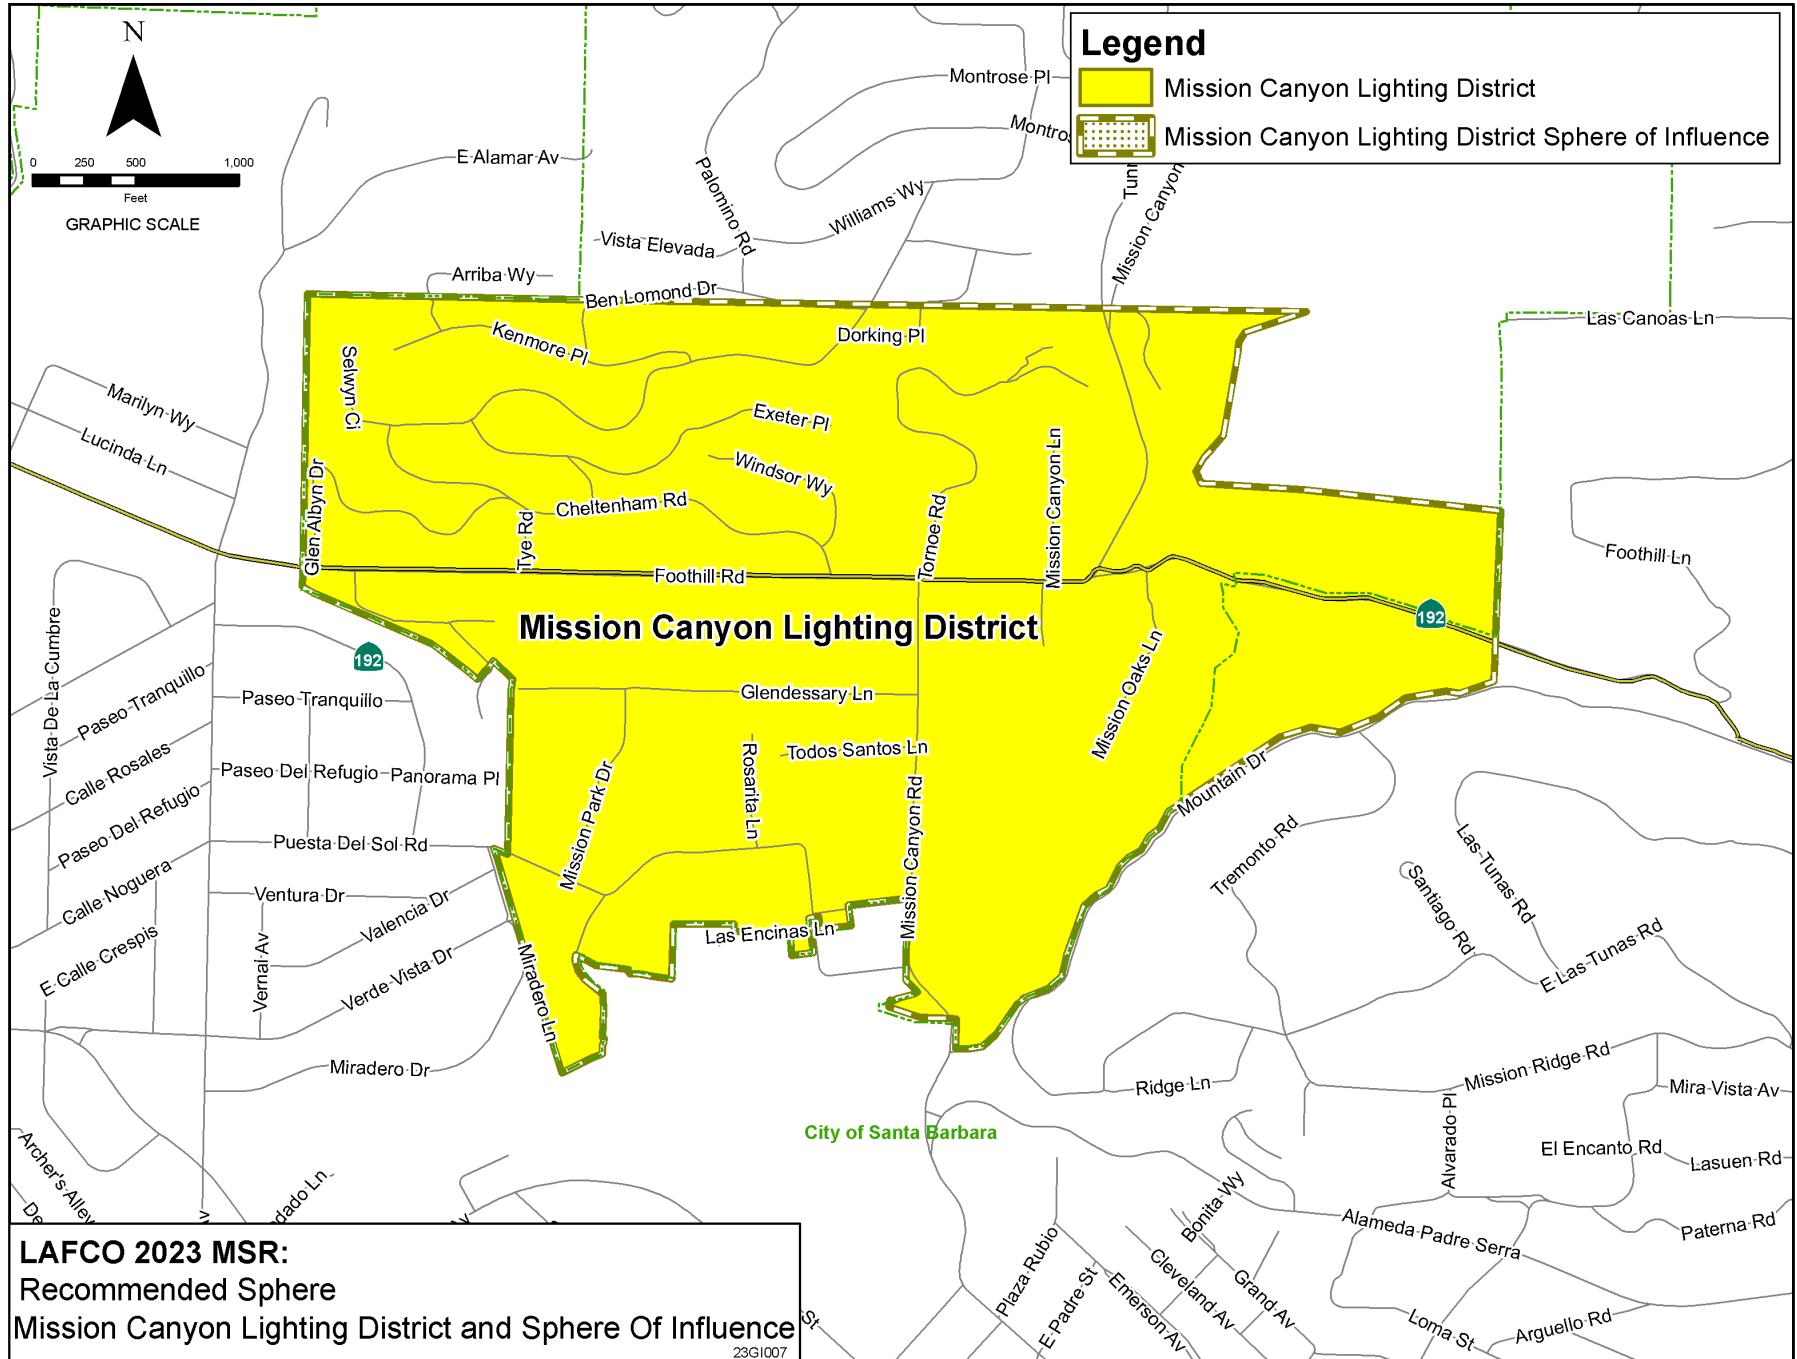 N
0 250 500 1,000
Feet
GRAPHIC SCALE
Legend
Mission Canyon Lighting District
Mission Canyon Lighting District Sphere of Influence
Montrose Pl
E Alamar Av
Palomino Rd
Williams Wy
Mission Canyon
Vista Elevada
Arriba Wy
Ben Lomond Dr
Las Canoas Ln
Kenmore Pl
Dorking Pl
Selwyn Ci
Marilyn Wy
Lucinda Ln
Exeter Pl
Windsor Wy
Cheltenham Rd
Glen Albyn Dr
Tye Rd
Tornoe Rd
Mission Canyon Ln
Foothill Ln
Foothill Rd
192
192
Mission Canyon Lighting District
Vista De La Cumbre
Paseo Tranquillo
Paseo Tranquillo
Glendessary Ln
Mission Oaks Ln
Todos Santos Ln
Rosarita Ln
Calle Rosales
Paseo Del Refugio
Panorama Pl
Paseo Del Refugio
Mission Park Dr
Mission Canyon Rd
Mountain Dr
Puesta Del Sol Rd
Tremonto Rd
Las Tunas Rd
Calle Noguera
Ventura Dr
Valencia Dr
Santiago Rd
Las Encinas Ln
E Calle Crespis
Vernal Av
Verde Vista Dr
Miradero Ln
E Las Tunas Rd
Miradero Dr
Ridge Ln
Mission Ridge Rd
Mira Vista Av
City of Santa Barbara
Alvarado Pl
El Encanto Rd
Lasuen Rd
Archer's Alley
Bonita Wy
Alameda Padre Serra
Paterna Rd
Plaza Rubio
E Padre St
Emerson Av
Cleveland Av
Grand Av
Loma St
Arguello Rd
St
LAFCO 2023 MSR:
Recommended Sphere
Mission Canyon Lighting District and Sphere Of Influence
23GI007